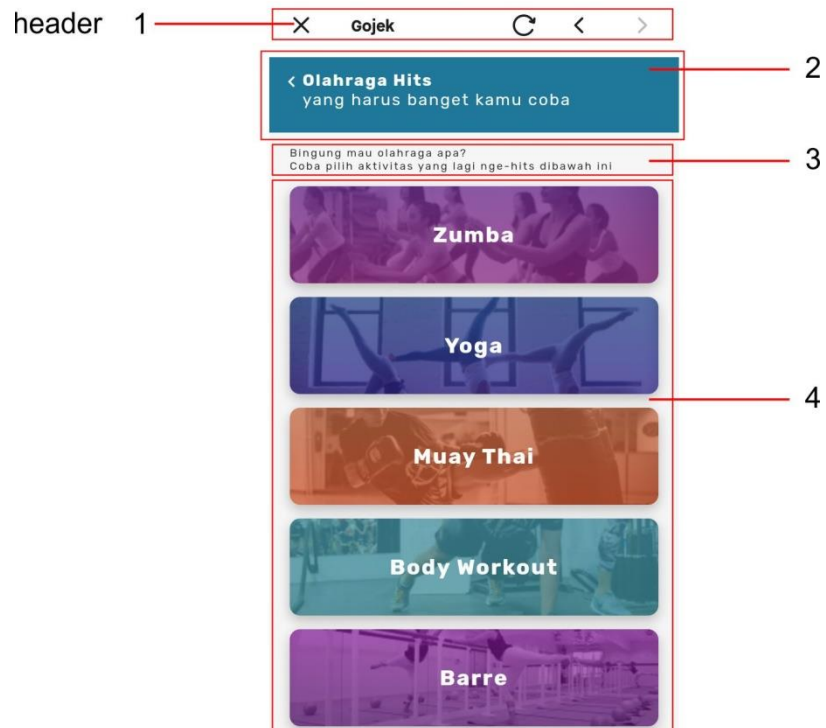 header 1
Gojek
2
Olahraga Hits
yang harus banget kamu coba
Bingung mau olahraga apa?
Coba pilih aktivitas yang lagi nge-hits dibawah ini
3
Zumba
Yoga
4
Muay Thai
Body Workout
Barre